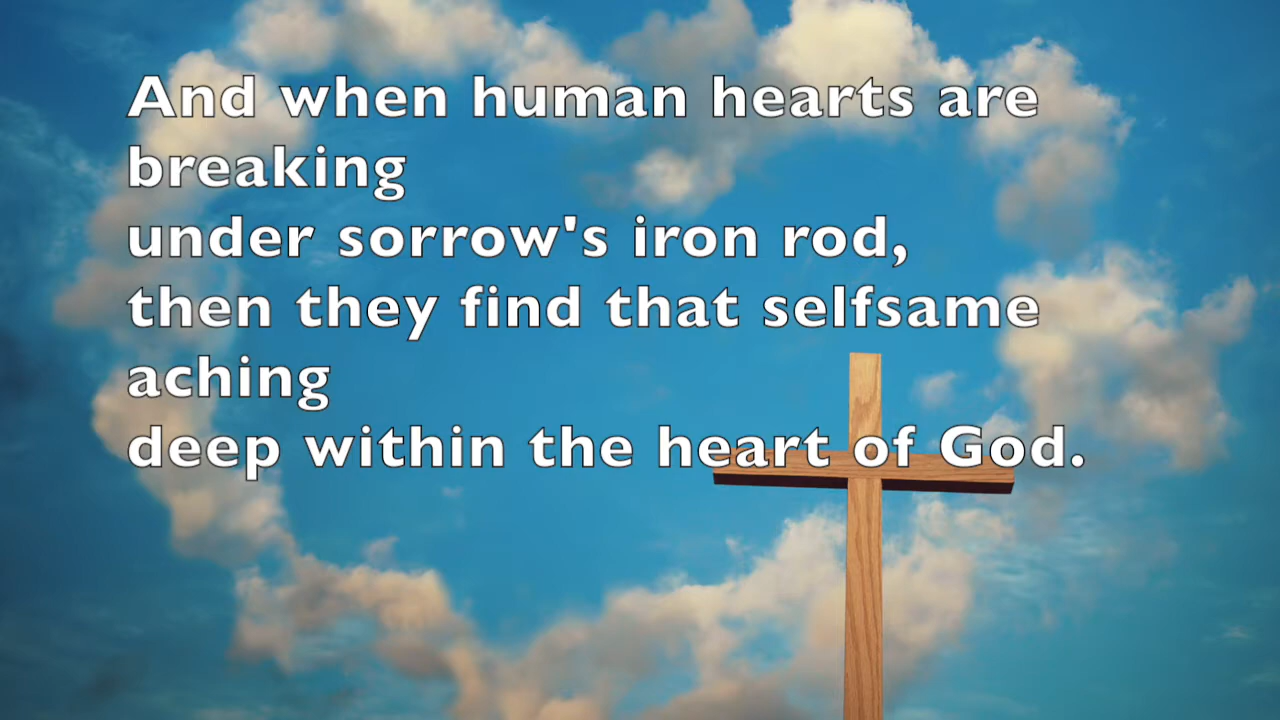 And when human hearts are
breaking
under sorrow's iron rod,
then they find that selfsame
aching
deep within the heart of God.